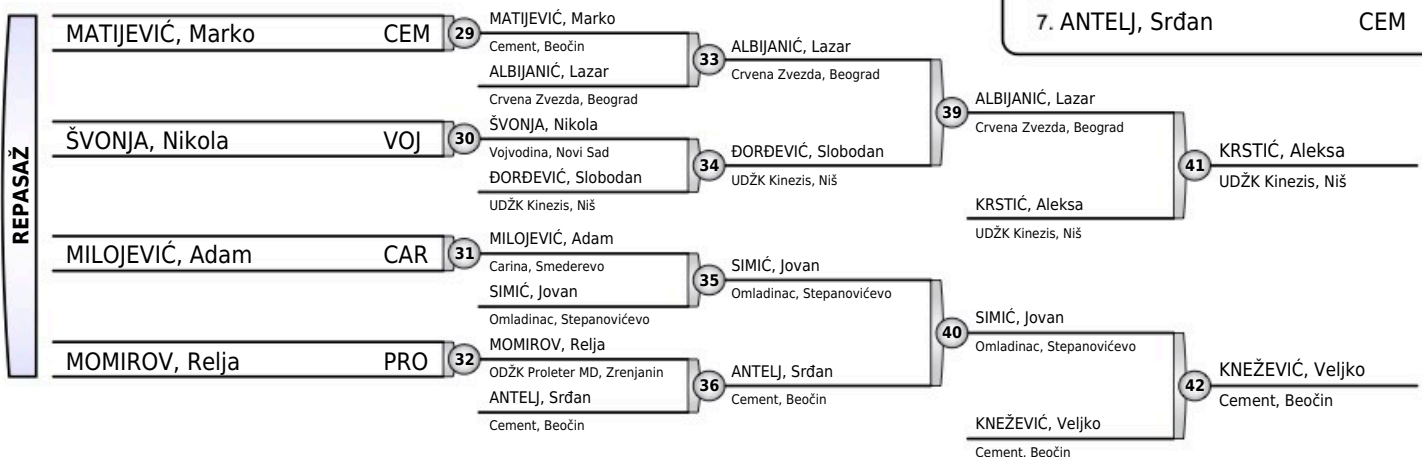 7. ANTELJ, Srđan CEM
REPASAŽ
MATIJEVIĆ, Marko CEM
29
MATIJEVIĆ, Marko
Cement, Beočin
ALBIJANIĆ, Lazar
Crvena Zvezda, Beograd
33
ALBIJANIĆ, Lazar
Crvena Zvezda, Beograd
ŠVONJA, Nikola VOJ
30
ŠVONJA, Nikola
Vojvodina, Novi Sad
ĐORĐEVIĆ, Slobodan
UDŽK Kinezis, Niš
34
ĐORĐEVIĆ, Slobodan
UDŽK Kinezis, Niš
39
ALBIJANIĆ, Lazar
Crvena Zvezda, Beograd
KRSTIĆ, Aleksa
UDŽK Kinezis, Niš
41
KRSTIĆ, Aleksa
UDŽK Kinezis, Niš
MILOJEVIĆ, Adam CAR
31
MILOJEVIĆ, Adam
Carina, Smederevo
SIMIĆ, Jovan
Omladinac, Stepanovićevo
35
SIMIĆ, Jovan
Omladinac, Stepanovićevo
MOMIROV, Relja PRO
32
MOMIROV, Relja
ODŽK Proleter MD, Zrenjanin
ANTELJ, Srđan
Cement, Beočin
36
ANTELJ, Srđan
Cement, Beočin
40
SIMIĆ, Jovan
Omladinac, Stepanovićevo
KNEŽEVIĆ, Veljko
Cement, Beočin
42
KNEŽEVIĆ, Veljko
Cement, Beočin